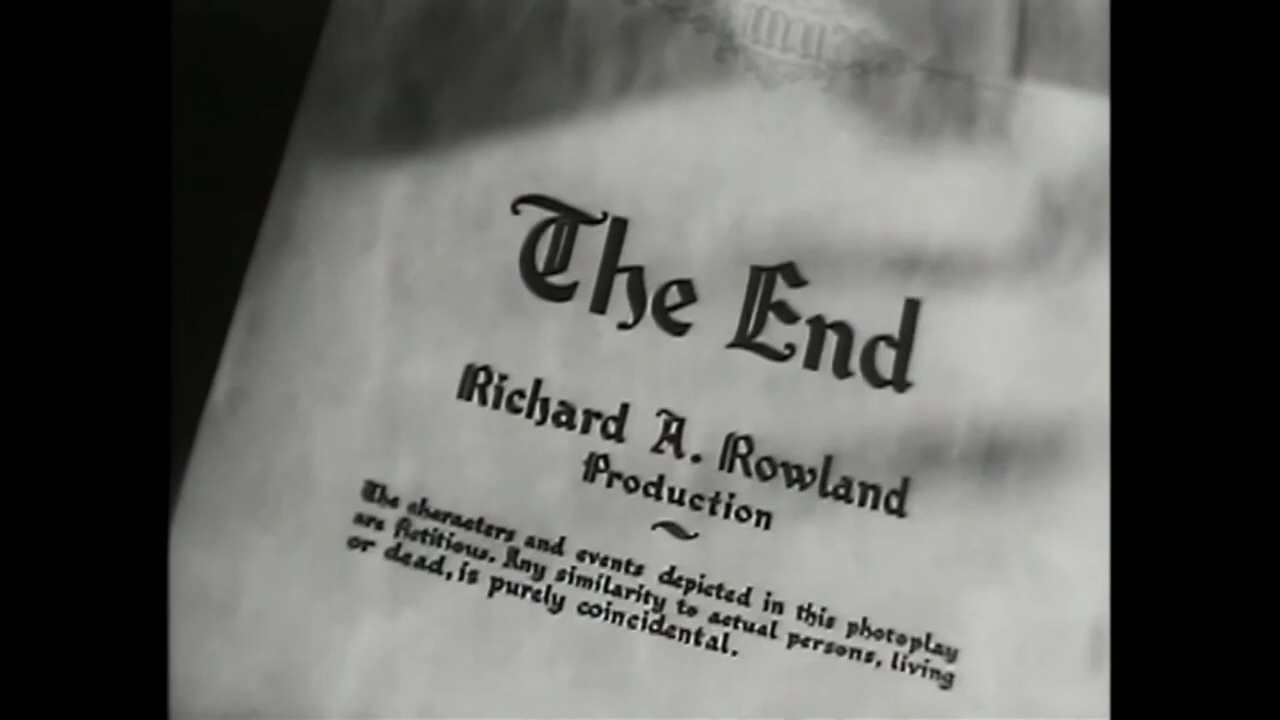 The End
Richard A. Rowland
Production
The characters and events depicted in this photoplay
are fictitious. Any similarity to actual persons, living
or dead, is purely coincidental.